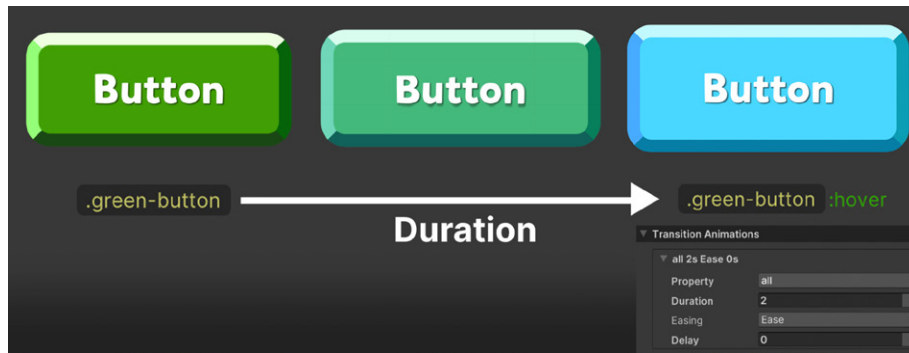 Button Button Button
.green-button .green-button :hover
Duration
Transition Animations
all 2s Ease 0s
Property all
Duration 2
Easing Ease
Delay 0